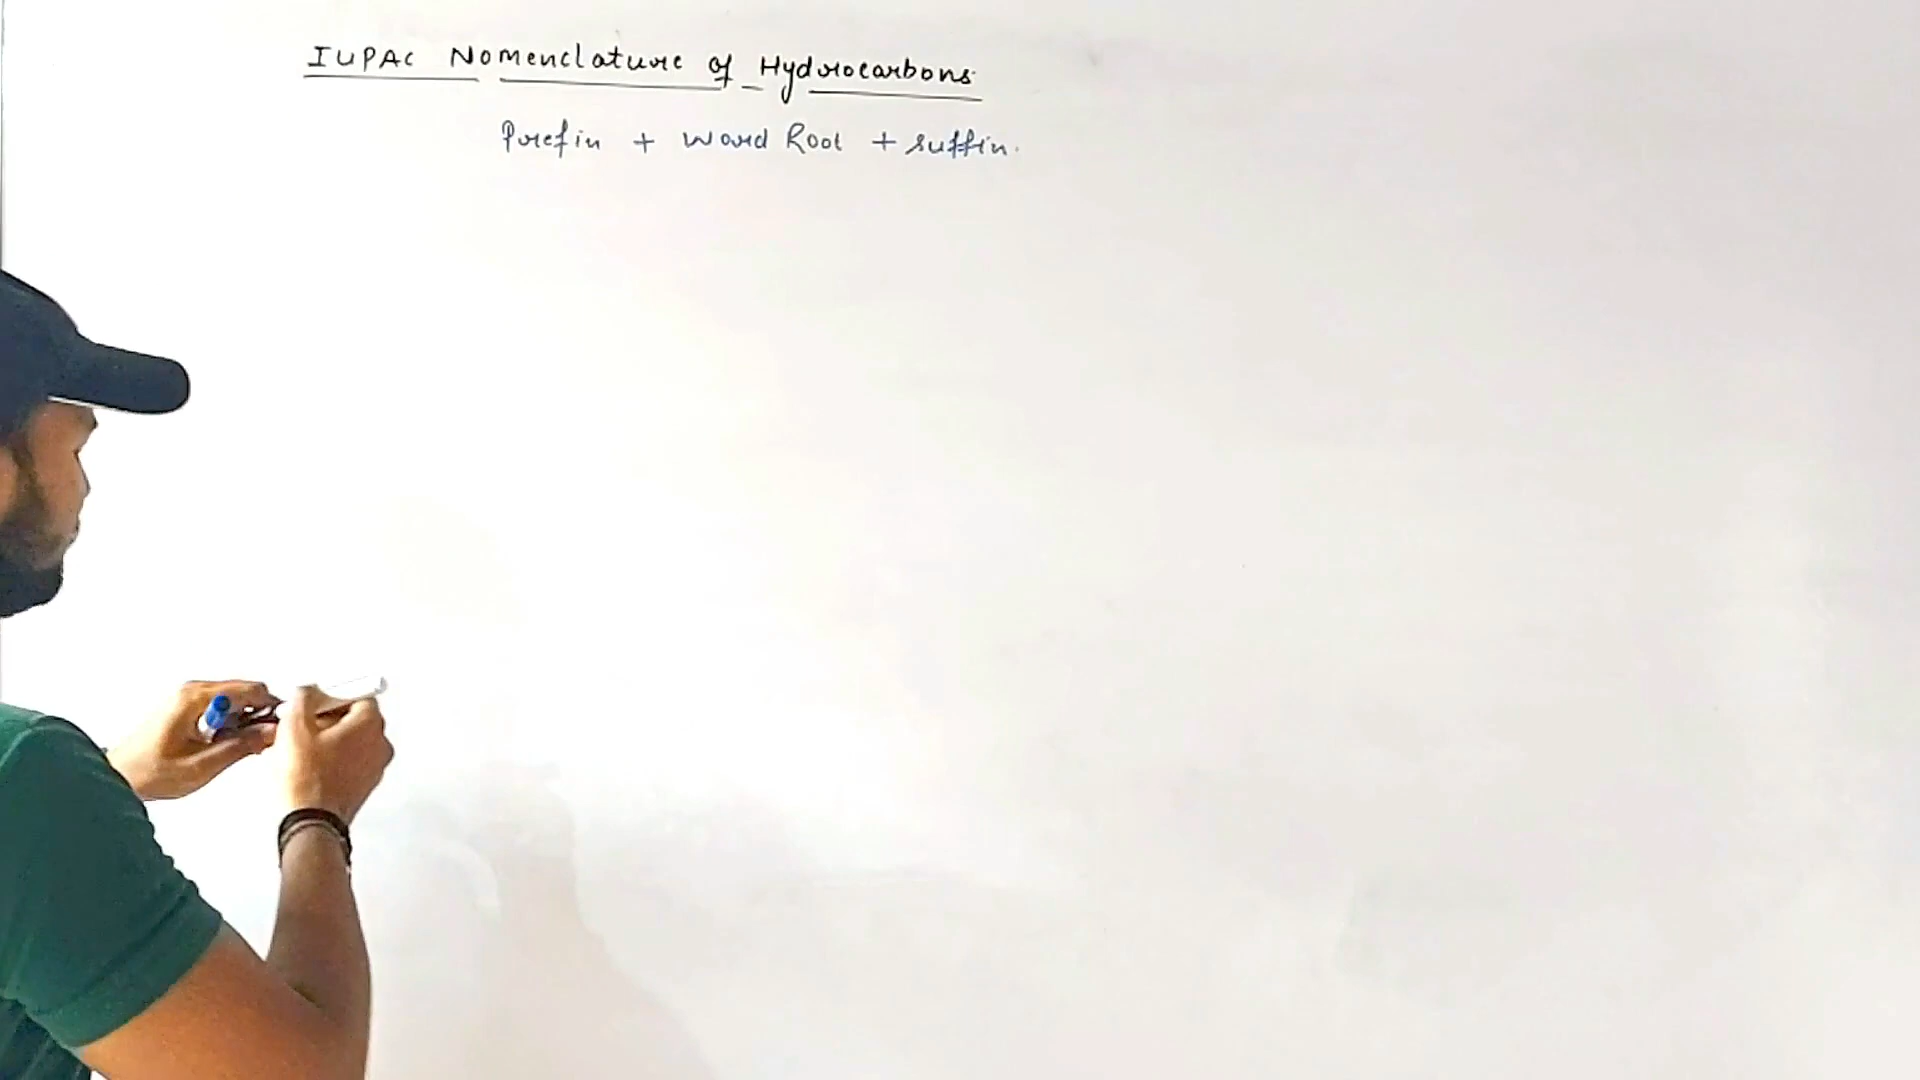 IUPAC Nomenclature of Hydrocarbons
Prefix + Word Root + suffix.